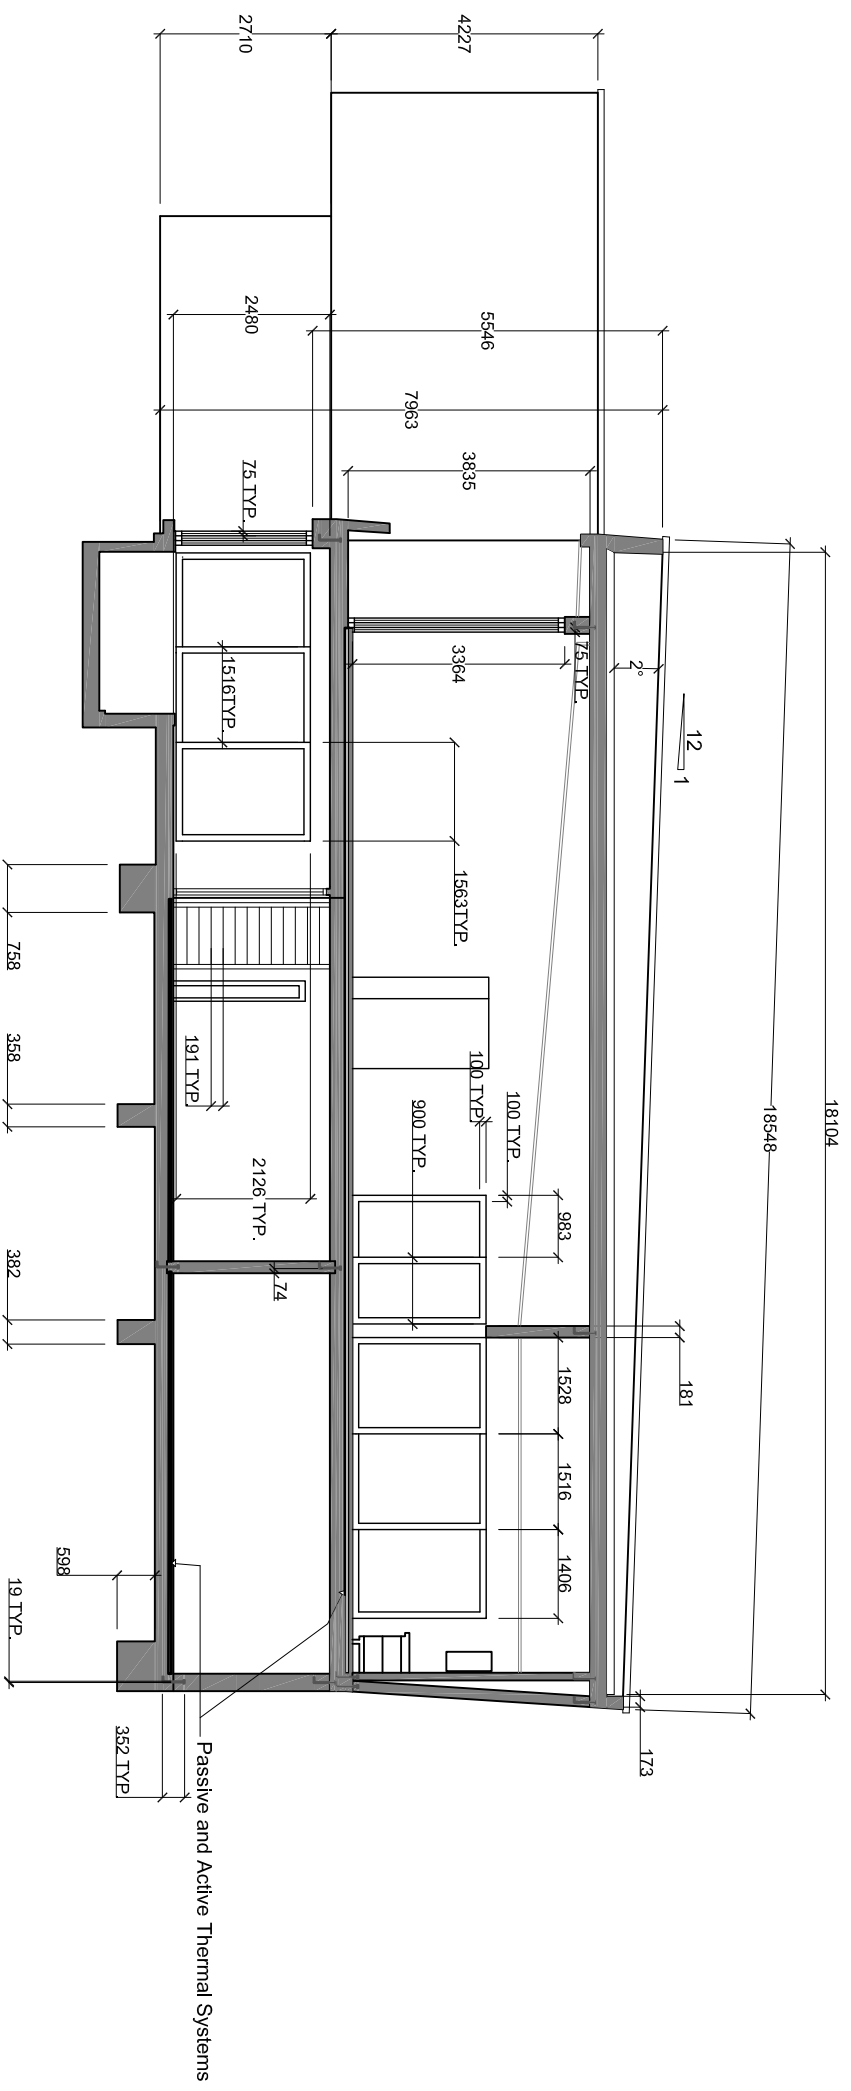 2710
4227
2480
5546
7963
3835
75 TYP.
75 TYP.
3364
2°
12
1
1516TYP.
1563TYP.
18104
18548
758
358
382
598
19 TYP.
191 TYP.
100 TYP.
100 TYP.
900 TYP.
983
2126 TYP.
74
181
1528
1516
1406
173
352 TYP.
Passive and Active Thermal Systems